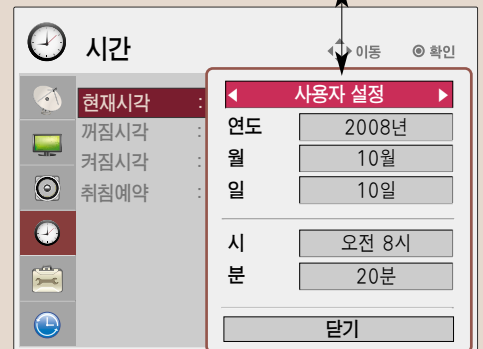 시간
이동 확인
현재시각 :
꺼짐시각 :
켜짐시각 :
취침예약 :
사용자 설정
연도 2008년
월 10월
일 10일
시 오전 8시
분 20분
닫기